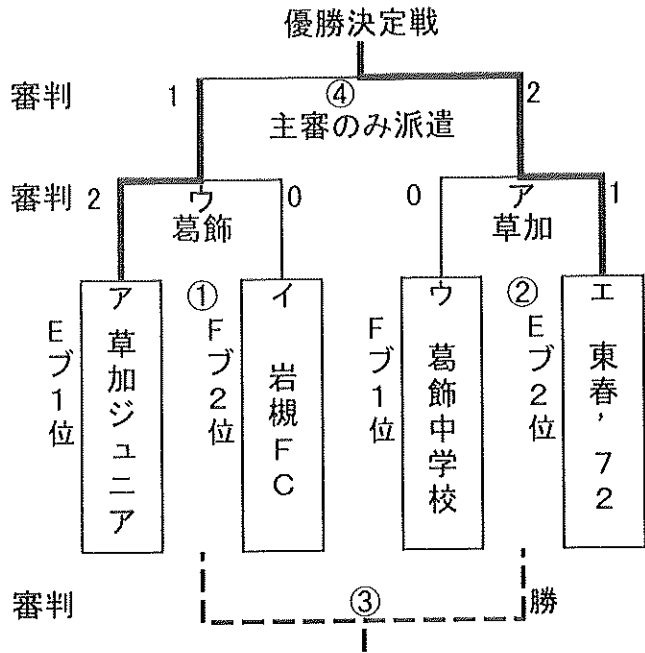 優勝決定戦
審判 1 ④ 2
主審のみ派遣
審判 2 ウ 0 0 ア 1
葛飾 草加
① ②
Eブ1位
ア 草加ジュニア
Fブ2位
イ 岩槻FC
Fブ1位
ウ 葛飾中学校
Eブ2位
エ 東春'72
審判 ③ 勝